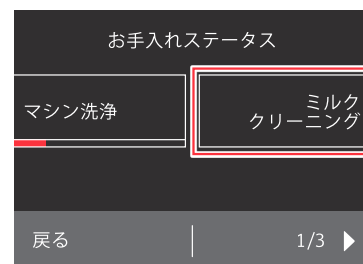 お手入れステータス
マシン洗浄
ミルク
クリーニング
戻る
1/3